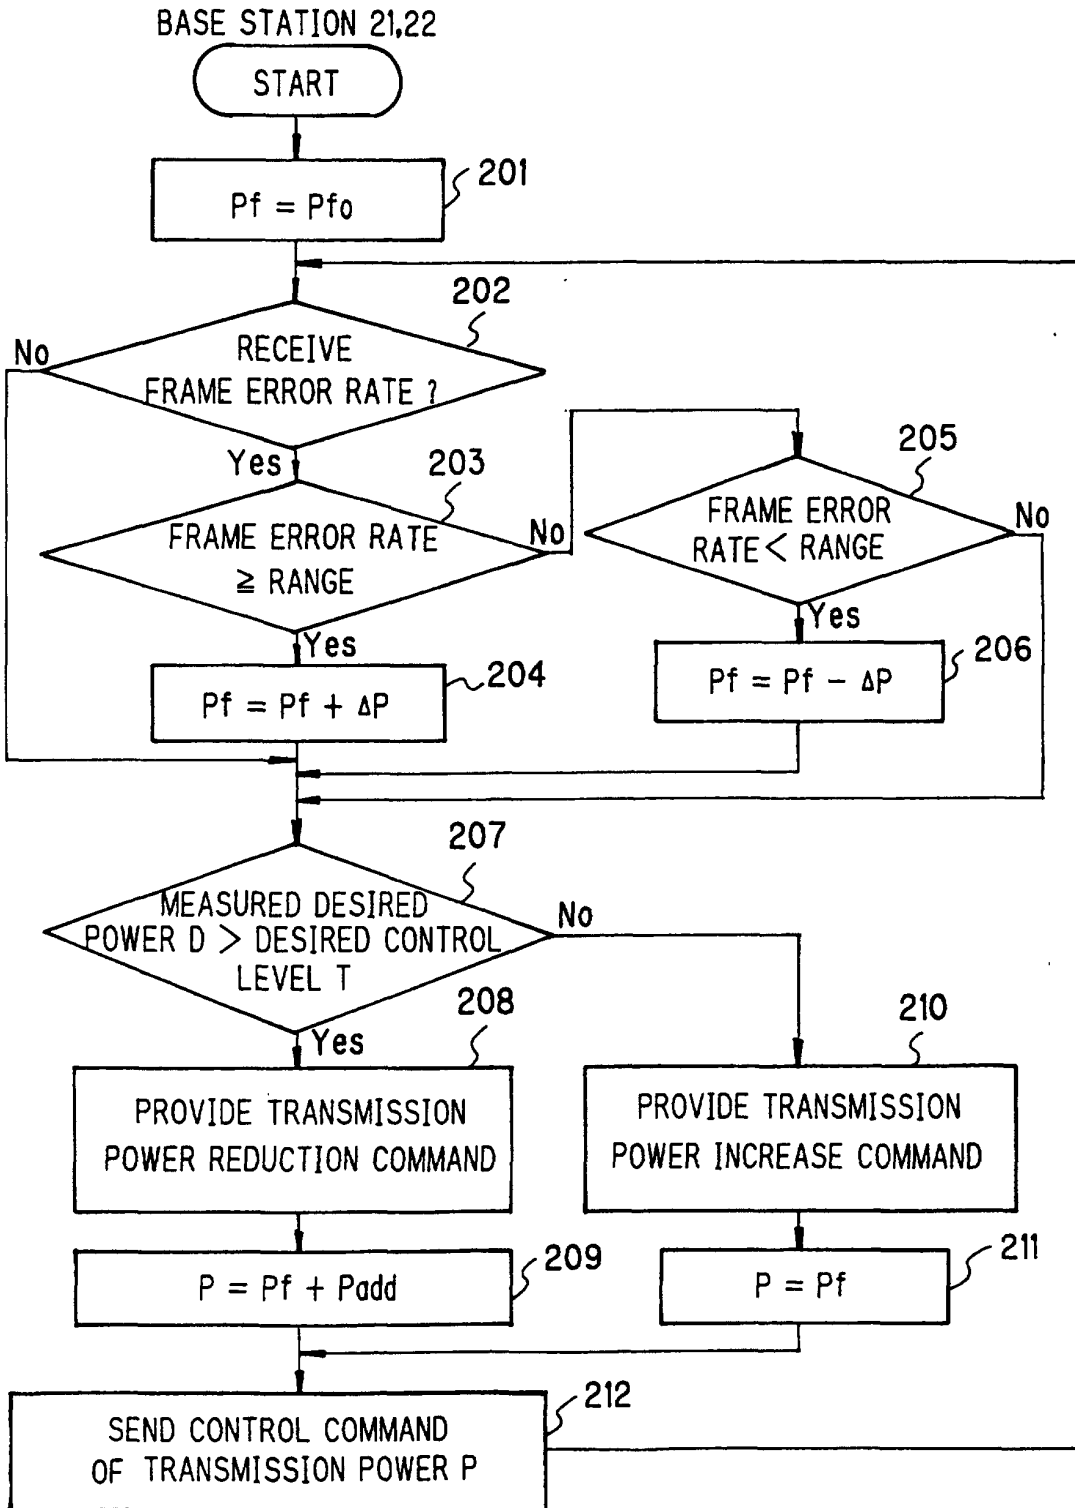 BASE STATION 21,22
START
201
Pf = Pfo
202
No
RECEIVE
FRAME ERROR RATE ?
Yes
203
205
FRAME ERROR RATE
≧ RANGE
No
FRAME ERROR
RATE < RANGE
No
Yes
Yes
204
Pf = Pf + ΔP
206
Pf = Pf − ΔP
207
MEASURED DESIRED
POWER D > DESIRED CONTROL
LEVEL T
No
Yes
208
210
PROVIDE TRANSMISSION
POWER REDUCTION COMMAND
PROVIDE TRANSMISSION
POWER INCREASE COMMAND
209
P = Pf + Padd
211
P = Pf
212
SEND CONTROL COMMAND
OF TRANSMISSION POWER P